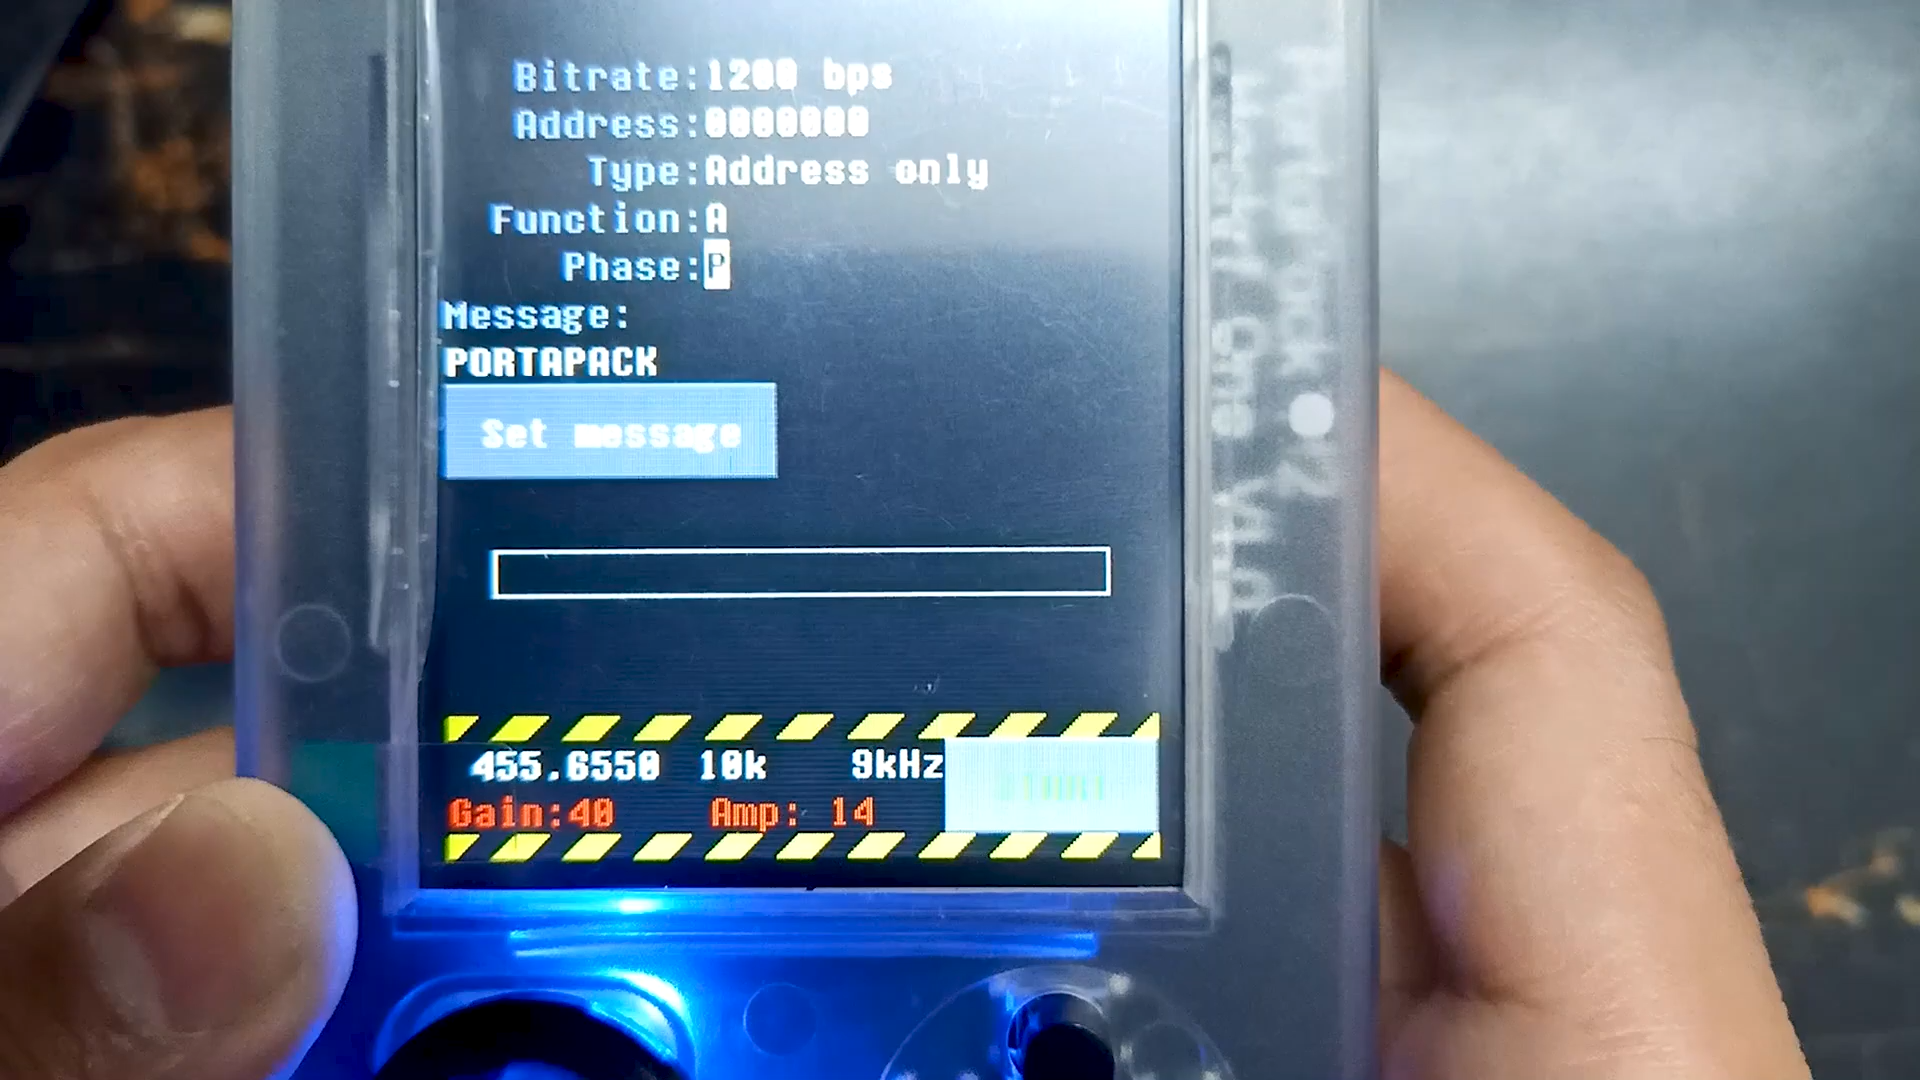 Bitrate:1200 bps
Address:0000000
Type:Address only
Function:A
Phase:P
Message:
PORTAPACK
Set message
455.6550 10k 9kHz
START
Gain:40 Amp: 14